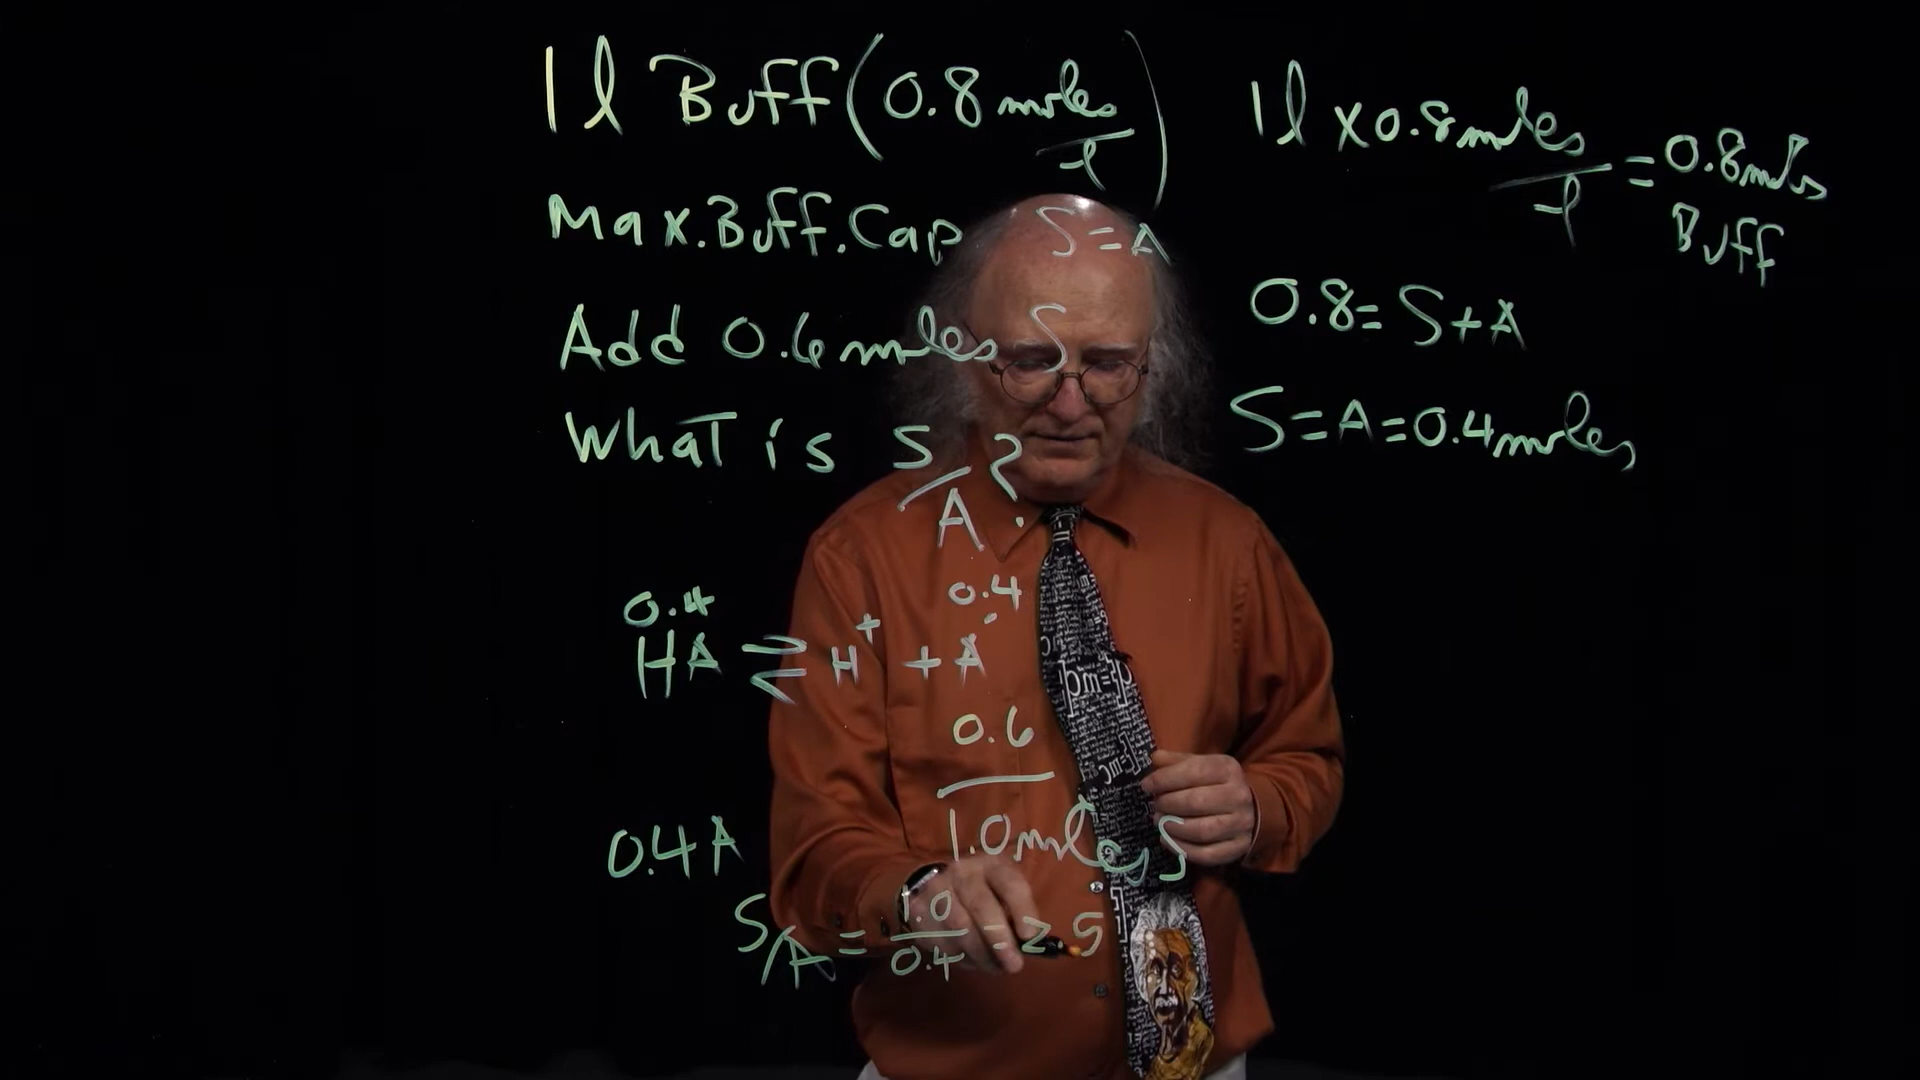 1 l Buff (0.8 moles/l)
Max. Buff. Cap S=A
Add 0.6 moles S
What is S/A ?
1 l x 0.8 moles/l = 0.8 moles Buff
0.8 = S+A
S=A=0.4 moles
0.4 0.4
HA ⇌ H⁺ + A⁻
0.6
0.4 A 1.0 moles S
S/A = 1.0/0.4 = 2.5